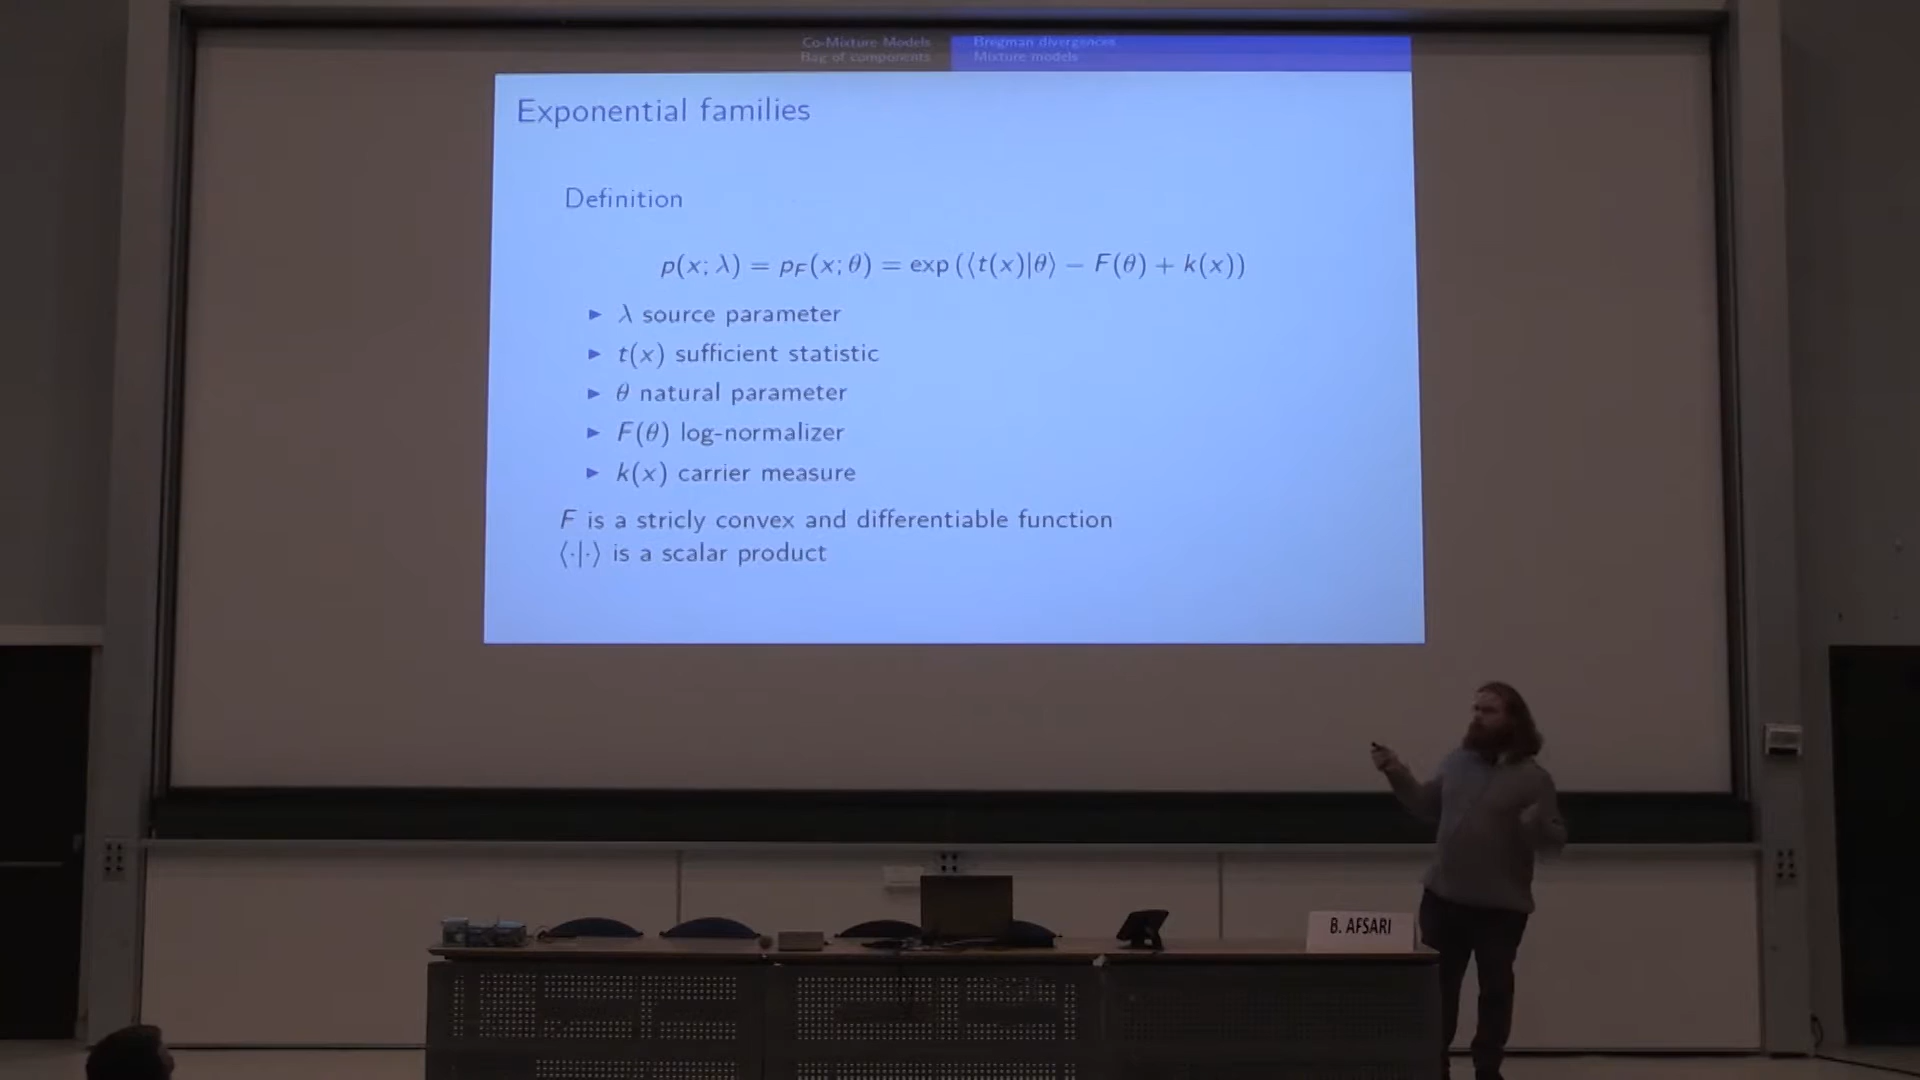 Co-Mixture Models
Bag of components
Bregman divergences
Mixture models
Exponential families
Definition
p(x; λ) = p_F(x; θ) = exp (⟨t(x)|θ⟩ − F(θ) + k(x))
▶ λ source parameter
▶ t(x) sufficient statistic
▶ θ natural parameter
▶ F(θ) log-normalizer
▶ k(x) carrier measure
F is a stricly convex and differentiable function
⟨·|·⟩ is a scalar product
B. AFSARI